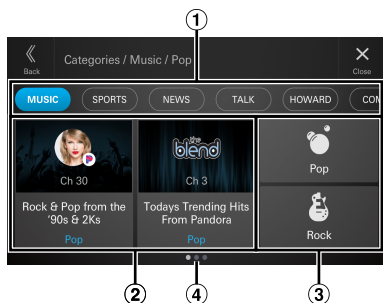 1
Back
Categories / Music / Pop
Close
MUSIC SPORTS NEWS TALK HOWARD COM
the
blend
Ch 30
Ch 3
Pop
Rock & Pop from the
'90s & 2Ks
Todays Trending Hits
From Pandora
Pop
Pop
Rock
2
4
3